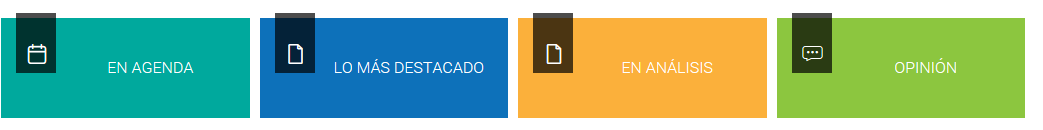 EN AGENDA
LO MÁS DESTACADO
EN ANÁLISIS
OPINIÓN